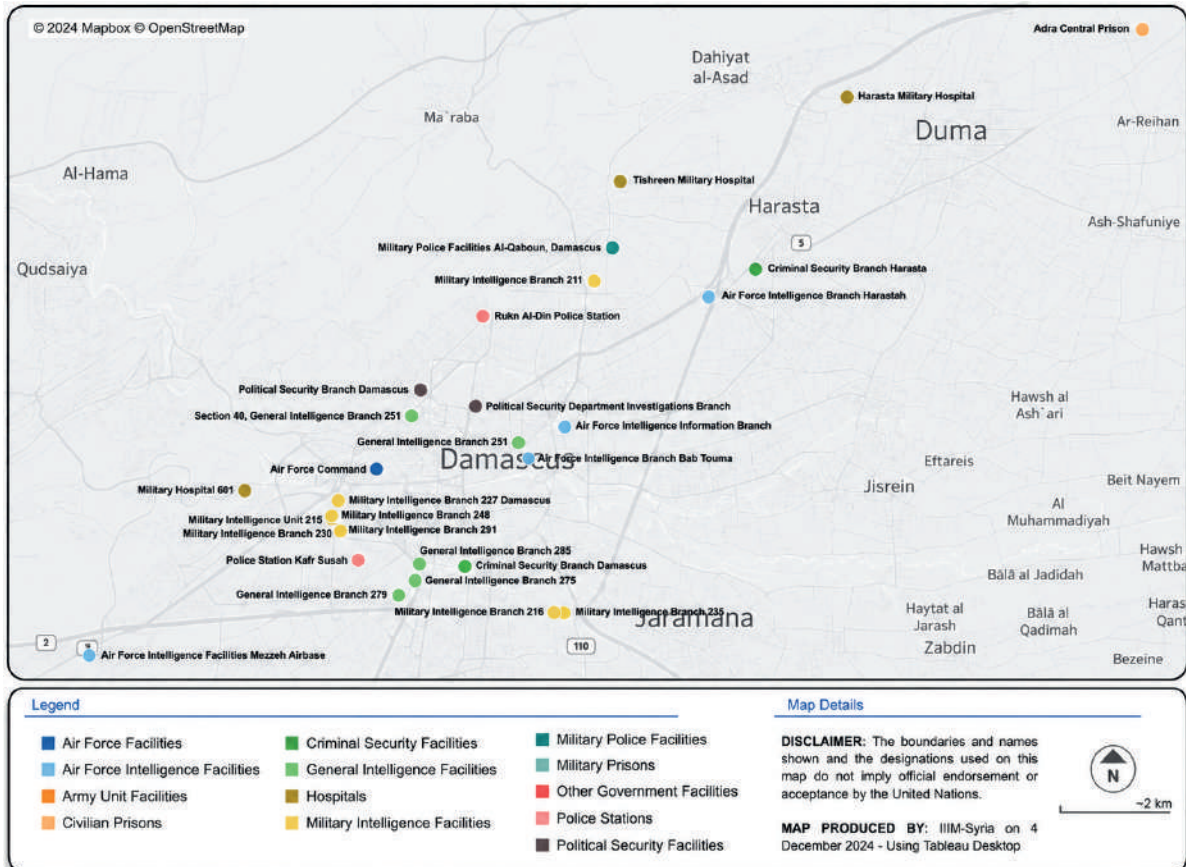 © 2024 Mapbox © OpenStreetMap
Adra Central Prison
Dahiyat
al-Asad
Harasta Military Hospital
Ma`raba
Duma
Ar-Reihan
Al-Hama
Tishreen Military Hospital
Harasta
Ash-Shafuniye
Military Police Facilities Al-Qaboun, Damascus
5
Qudsaiya
Criminal Security Branch Harasta
Military Intelligence Branch 211
Air Force Intelligence Branch Harastah
Rukn Al-Din Police Station
Political Security Branch Damascus
Hawsh al
Ash`ari
Political Security Department Investigations Branch
Section 40, General Intelligence Branch 251
Air Force Intelligence Information Branch
General Intelligence Branch 251
Damascus
Air Force Intelligence Branch Bab Touma
Eftareis
Air Force Command
Beit Nayem
Jisrein
Military Hospital 601
Military Intelligence Branch 227 Damascus
Al
Muhammadiyah
Military Intelligence Unit 215
Military Intelligence Branch 248
Military Intelligence Branch 230
Military Intelligence Branch 291
General Intelligence Branch 285
Hawsh
Mattba
Police Station Kafr Susah
Criminal Security Branch Damascus
Bālā al Jadidah
General Intelligence Branch 275
General Intelligence Branch 279
Military Intelligence Branch 216
Military Intelligence Branch 235
Jaramana
Haytat al
Jarash
Bālā al
Qadimah
Haras
Qant
2
110
Zabdin
Air Force Intelligence Facilities Mezzeh Airbase
Bezeine
Legend
Air Force Facilities
Air Force Intelligence Facilities
Army Unit Facilities
Civilian Prisons
Criminal Security Facilities
General Intelligence Facilities
Hospitals
Military Intelligence Facilities
Military Police Facilities
Military Prisons
Other Government Facilities
Police Stations
Political Security Facilities
Map Details
DISCLAIMER: The boundaries and names
shown and the designations used on this
map do not imply official endorsement or
acceptance by the United Nations.
MAP PRODUCED BY: IIIM-Syria on 4
December 2024 - Using Tableau Desktop
N
~2 km